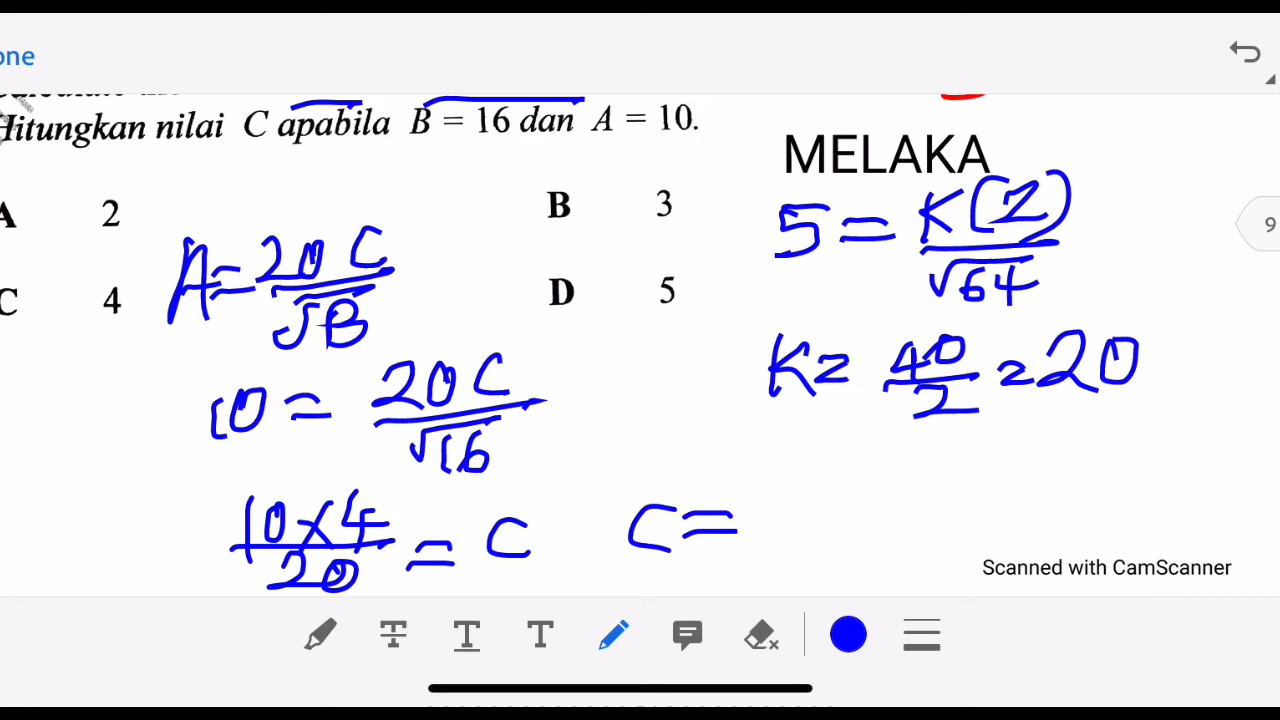 one
Hitungkan nilai C apabila B = 16 dan A = 10.
MELAKA
A 2
B 3
C 4
D 5
5 = K(2)/√64
K = 40/2 = 20
A = 20C/√B
10 = 20C/√16
10×4/20 = C
C =
9
Scanned with CamScanner
T
T
T